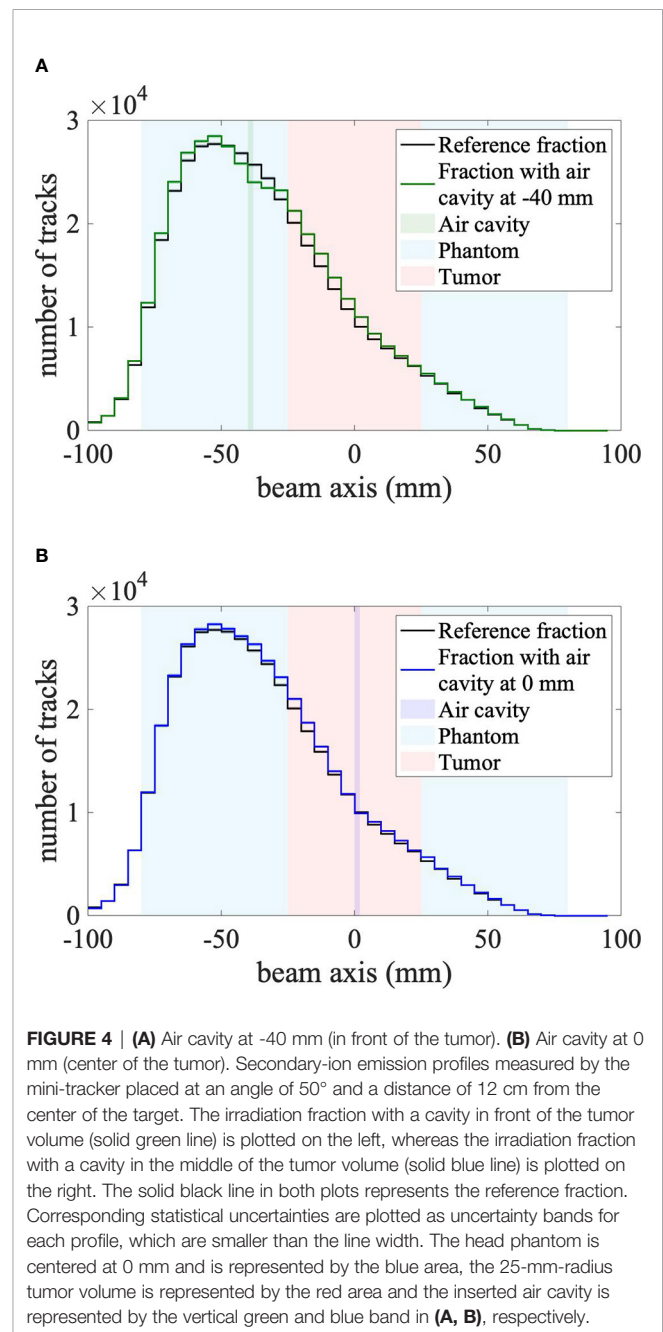 A
×10⁴
3
2
1
0
number of tracks
Reference fraction
Fraction with air
cavity at -40 mm
Air cavity
Phantom
Tumor
-100 -50 0 50 100
beam axis (mm)
B
×10⁴
3
2
1
0
number of tracks
Reference fraction
Fraction with air
cavity at 0 mm
Air cavity
Phantom
Tumor
-100 -50 0 50 100
beam axis (mm)
FIGURE 4 | (A) Air cavity at -40 mm (in front of the tumor). (B) Air cavity at 0
mm (center of the tumor). Secondary-ion emission profiles measured by the
mini-tracker placed at an angle of 50° and a distance of 12 cm from the
center of the target. The irradiation fraction with a cavity in front of the tumor
volume (solid green line) is plotted on the left, whereas the irradiation fraction
with a cavity in the middle of the tumor volume (solid blue line) is plotted on
the right. The solid black line in both plots represents the reference fraction.
Corresponding statistical uncertainties are plotted as uncertainty bands for
each profile, which are smaller than the line width. The head phantom is
centered at 0 mm and is represented by the blue area, the 25-mm-radius
tumor volume is represented by the red area and the inserted air cavity is
represented by the vertical green and blue band in (A, B), respectively.